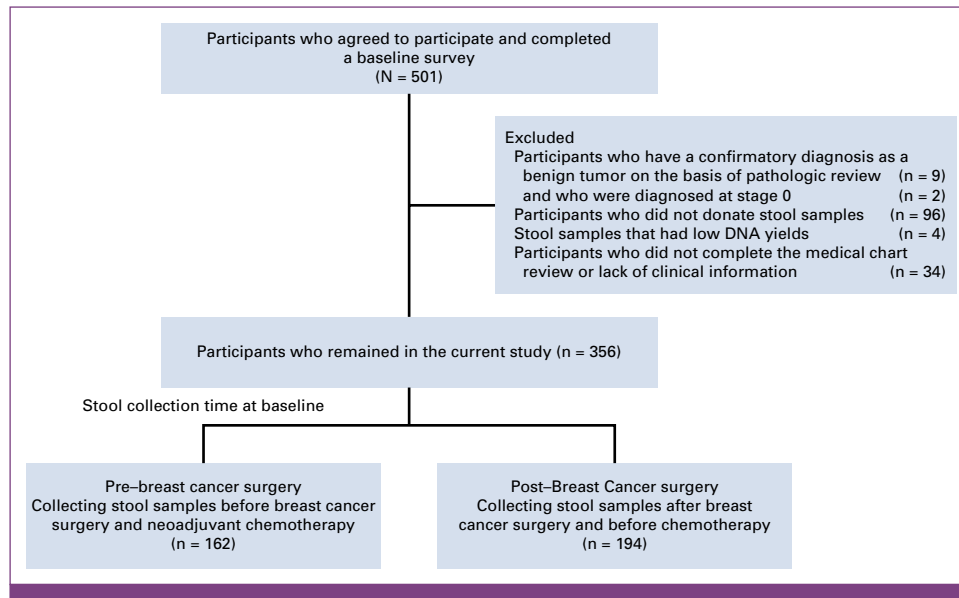 Participants who agreed to participate and completed
a baseline survey
(N = 501)
Excluded
Participants who have a confirmatory diagnosis as a
benign tumor on the basis of pathologic review (n = 9)
and who were diagnosed at stage 0 (n = 2)
Participants who did not donate stool samples (n = 96)
Stool samples that had low DNA yields (n = 4)
Participants who did not complete the medical chart
review or lack of clinical information (n = 34)
Participants who remained in the current study (n = 356)
Stool collection time at baseline
Pre–breast cancer surgery
Collecting stool samples before breast cancer
surgery and neoadjuvant chemotherapy
(n = 162)
Post–Breast Cancer surgery
Collecting stool samples after breast
cancer surgery and before chemotherapy
(n = 194)